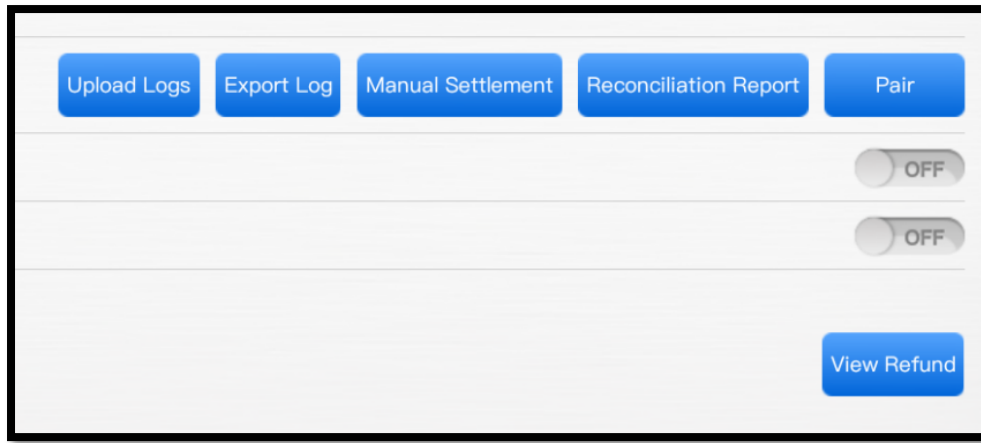 Upload Logs Export Log Manual Settlement Reconciliation Report Pair
OFF
OFF
View Refund